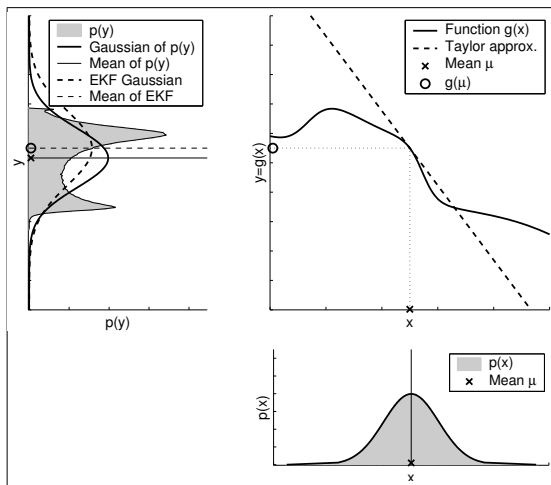 p(y)
Gaussian of p(y)
Mean of p(y)
EKF Gaussian
Mean of EKF
y
p(y)
Function g(x)
Taylor approx.
Mean μ
g(μ)
y=g(x)
x
p(x)
Mean μ
p(x)
x